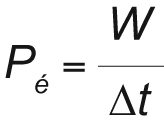 Pé = W / Δt